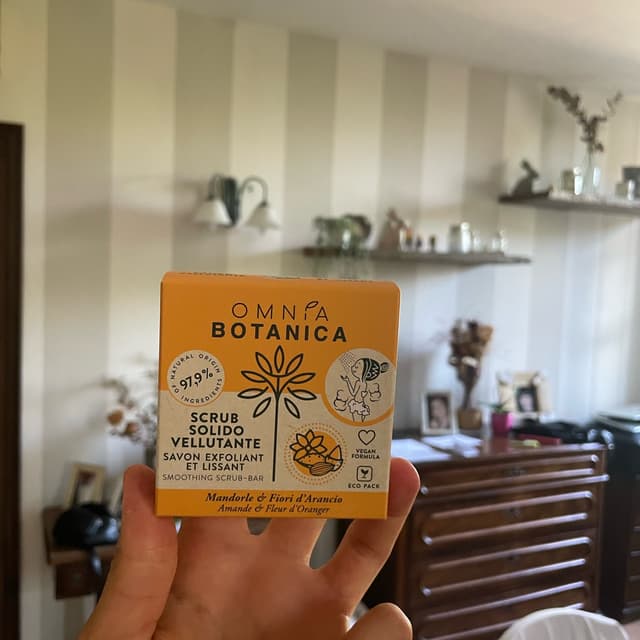 OMNIA
BOTANICA
OF NATURAL ORIGIN
97,9%
INGREDIENTS
SCRUB
SOLIDO
VELLUTANTE
SAVON EXFOLIANT
ET LISSANT
SMOOTHING SCRUB-BAR
VEGAN
FORMULA
ECO PACK
Mandorle & Fiori d'Arancio
Amande & Fleur d'Oranger